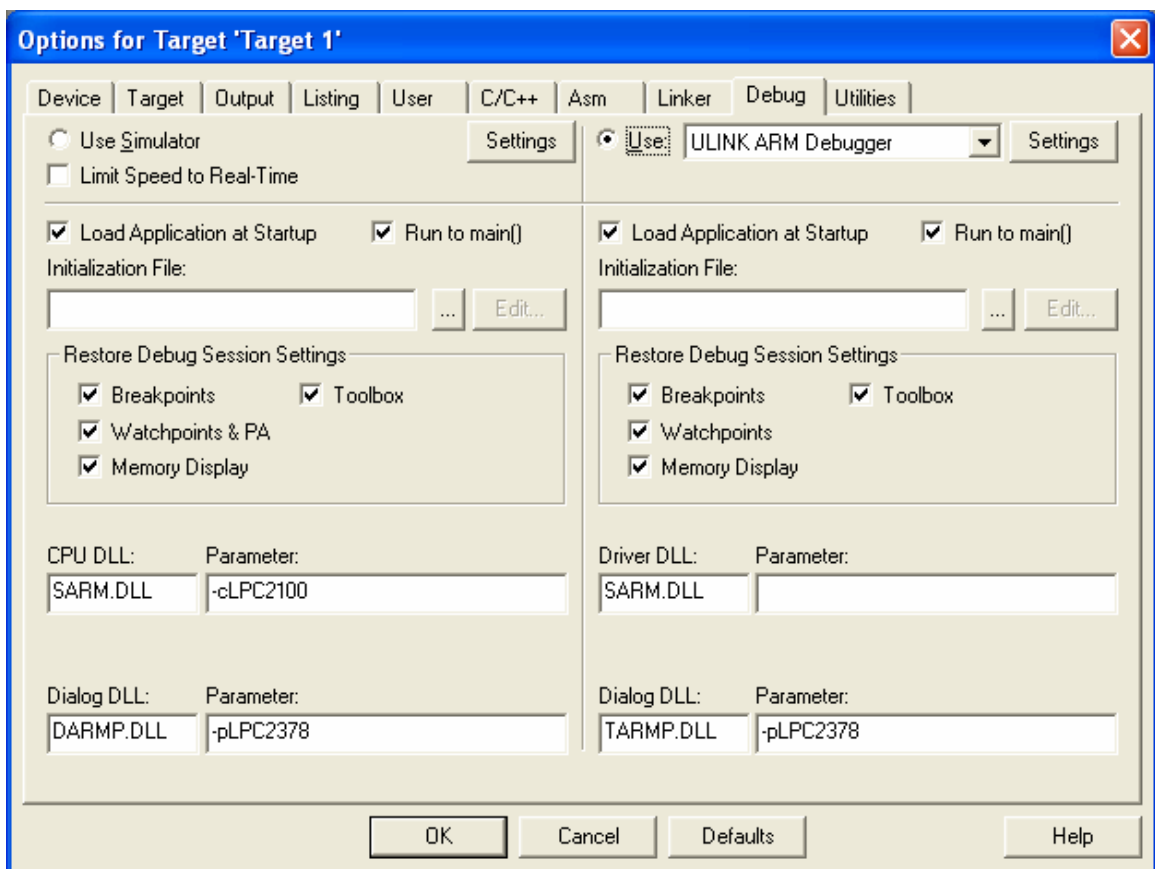 Options for Target 'Target 1'
Device Target Output Listing User C/C++ Asm Linker Debug Utilities
Use Simulator Settings
Limit Speed to Real-Time
Use: ULINK ARM Debugger Settings
Load Application at Startup Run to main()
Initialization File:
... Edit...
Restore Debug Session Settings
Breakpoints Toolbox
Watchpoints & PA
Memory Display
Load Application at Startup Run to main()
Initialization File:
... Edit...
Restore Debug Session Settings
Breakpoints Toolbox
Watchpoints
Memory Display
CPU DLL: Parameter:
SARM.DLL -cLPC2100
Driver DLL: Parameter:
SARM.DLL
Dialog DLL: Parameter:
DARMP.DLL -pLPC2378
Dialog DLL: Parameter:
TARMP.DLL -pLPC2378
OK Cancel Defaults Help